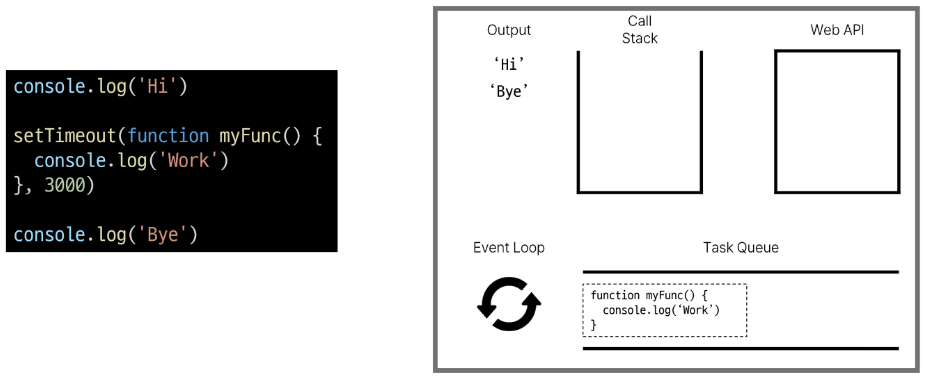 console.log('Hi')
setTimeout(function myFunc() {
  console.log('Work')
}, 3000)
console.log('Bye')
Output
Call
Stack
Web API
‘Hi’
‘Bye’
Event Loop
Task Queue
function myFunc() {
  console.log(‘Work’)
}